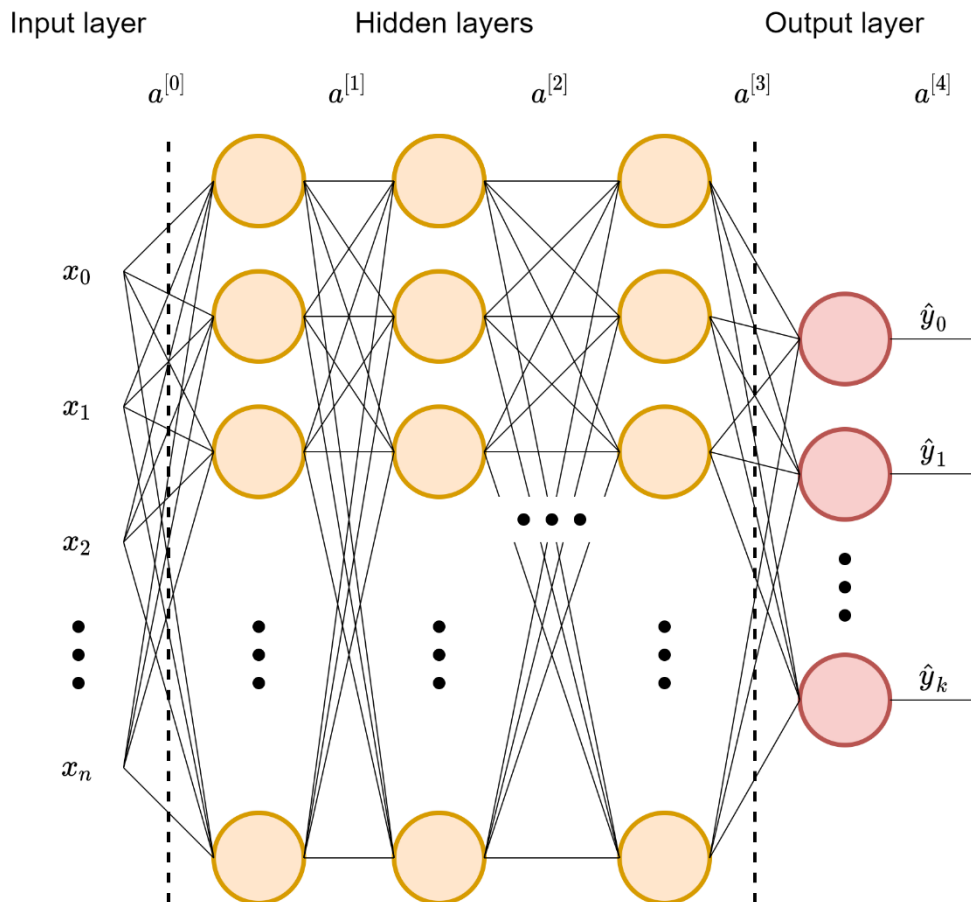 Input layer Hidden layers Output layer
a^[0] a^[1] a^[2] a^[3] a^[4]
x_0
ŷ_0
x_1
ŷ_1
x_2
ŷ_k
x_n